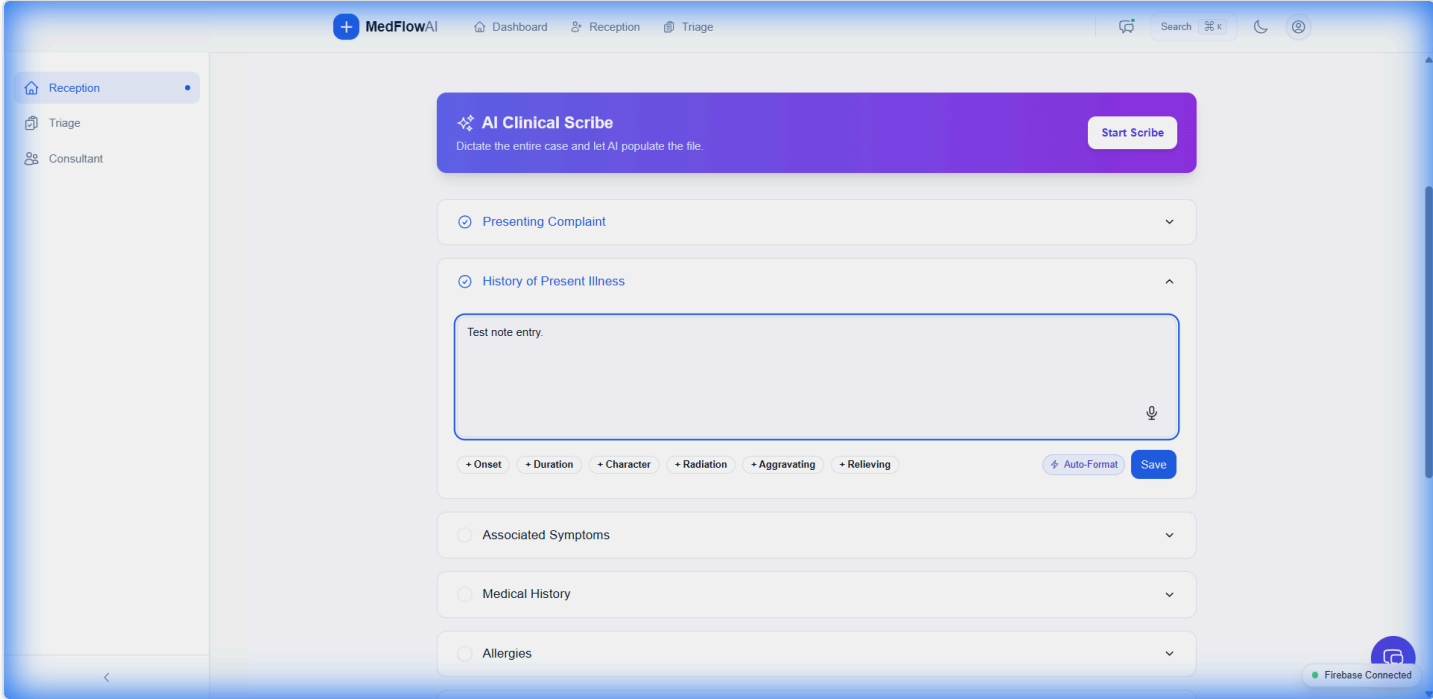 MedFlowAI Dashboard Reception Triage Search ⌘ K
Reception
Triage
Consultant
AI Clinical Scribe
Dictate the entire case and let AI populate the file.
Start Scribe
Presenting Complaint
History of Present Illness
Test note entry.
+ Onset + Duration + Character + Radiation + Aggravating + Relieving Auto-Format Save
Associated Symptoms
Medical History
Allergies
Firebase Connected